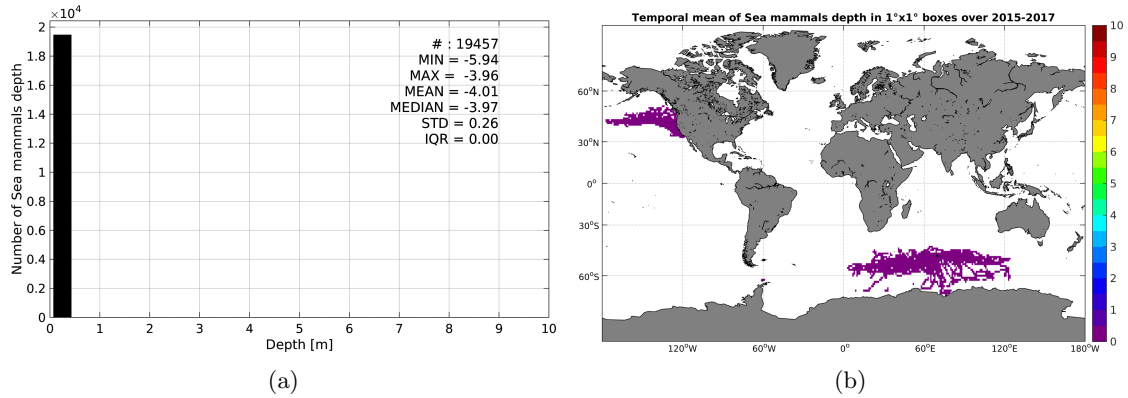 ×10⁴
2
1.8
1.6
1.4
1.2
1
0.8
0.6
0.4
0.2
0
Number of Sea mammals depth
# : 19457
MIN = -5.94
MAX = -3.96
MEAN = -4.01
MEDIAN = -3.97
STD = 0.26
IQR = 0.00
0 1 2 3 4 5 6 7 8 9 10
Depth [m]
(a)
Temporal mean of Sea mammals depth in 1°x1° boxes over 2015-2017
60°N
30°N
0°
30°S
60°S
120°W 60°W 0° 60°E 120°E 180°W
10
9
8
7
6
5
4
3
2
1
0
(b)